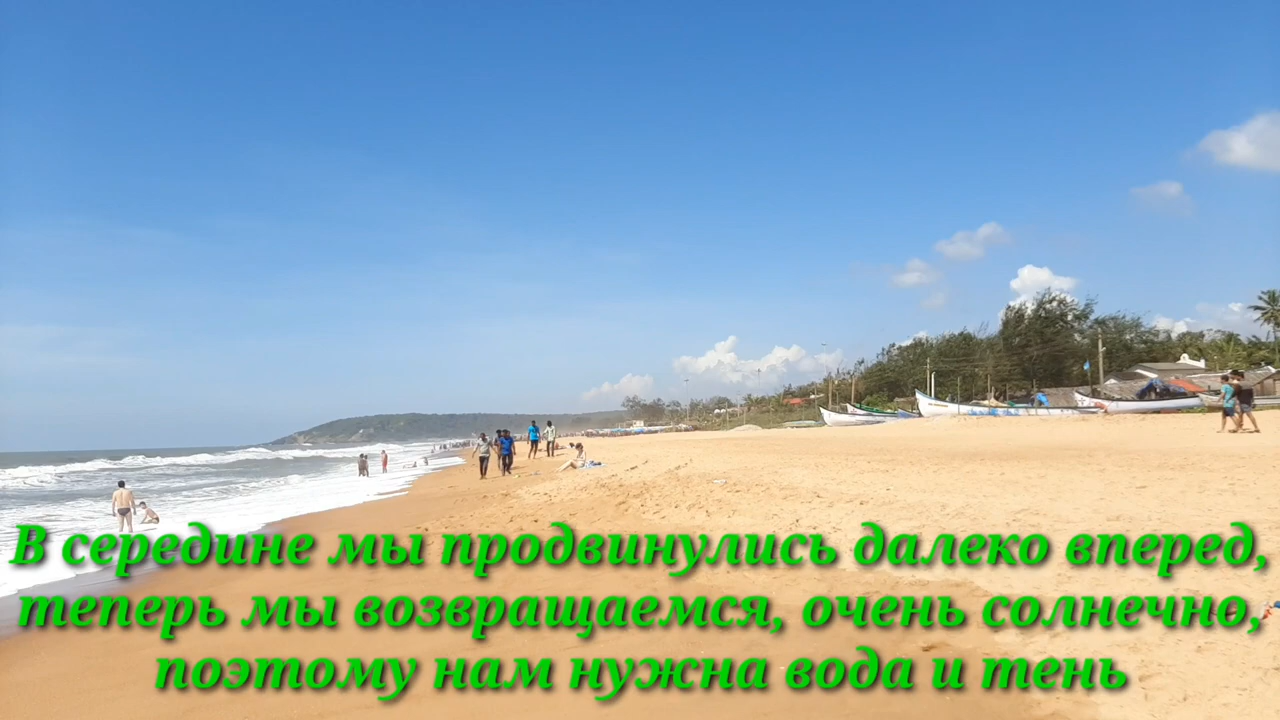 В середине мы продвинулись далеко вперед,
теперь мы возвращаемся, очень солнечно,
поэтому нам нужна вода и тень